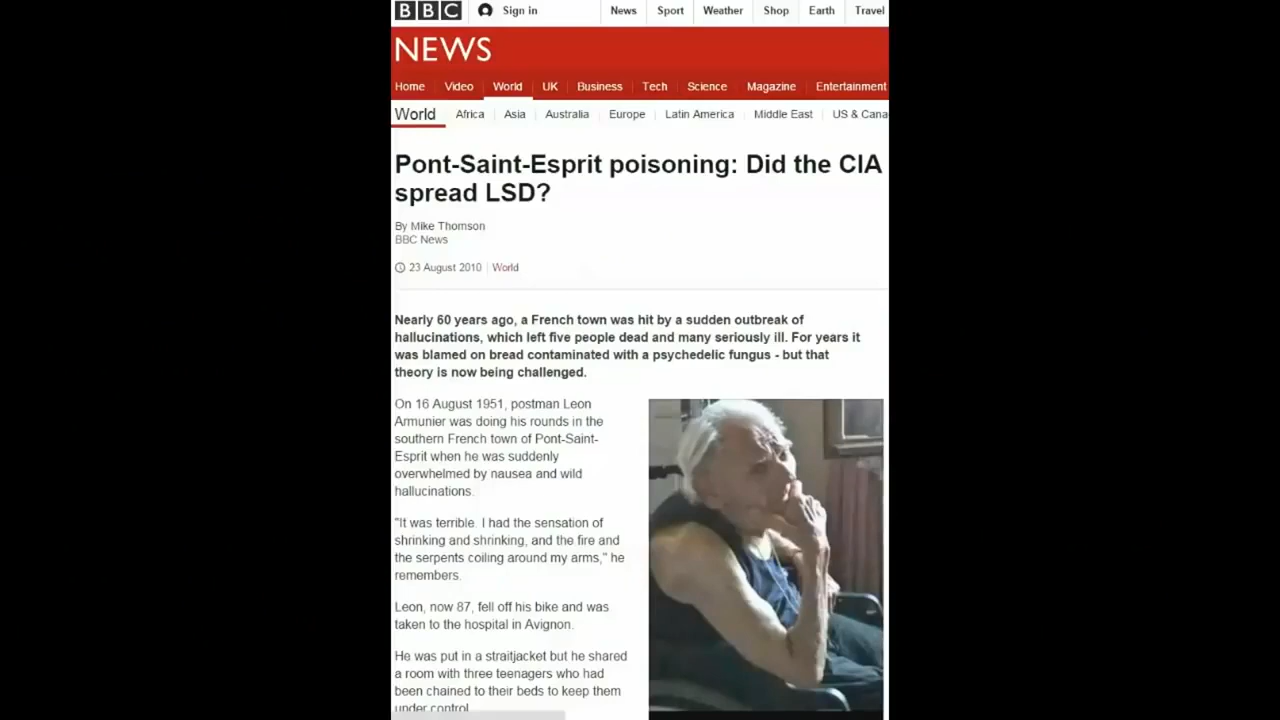 BBC Sign in News Sport Weather Shop Earth Travel
NEWS
Home Video World UK Business Tech Science Magazine Entertainment
World Africa Asia Australia Europe Latin America Middle East US & Cana
Pont-Saint-Esprit poisoning: Did the CIA
spread LSD?
By Mike Thomson
BBC News
23 August 2010 World
Nearly 60 years ago, a French town was hit by a sudden outbreak of
hallucinations, which left five people dead and many seriously ill. For years it
was blamed on bread contaminated with a psychedelic fungus - but that
theory is now being challenged.
On 16 August 1951, postman Leon
Armunier was doing his rounds in the
southern French town of Pont-Saint-
Esprit when he was suddenly
overwhelmed by nausea and wild
hallucinations.
"It was terrible. I had the sensation of
shrinking and shrinking, and the fire and
the serpents coiling around my arms," he
remembers.
Leon, now 87, fell off his bike and was
taken to the hospital in Avignon.
He was put in a straitjacket but he shared
a room with three teenagers who had
been chained to their beds to keep them
under control.